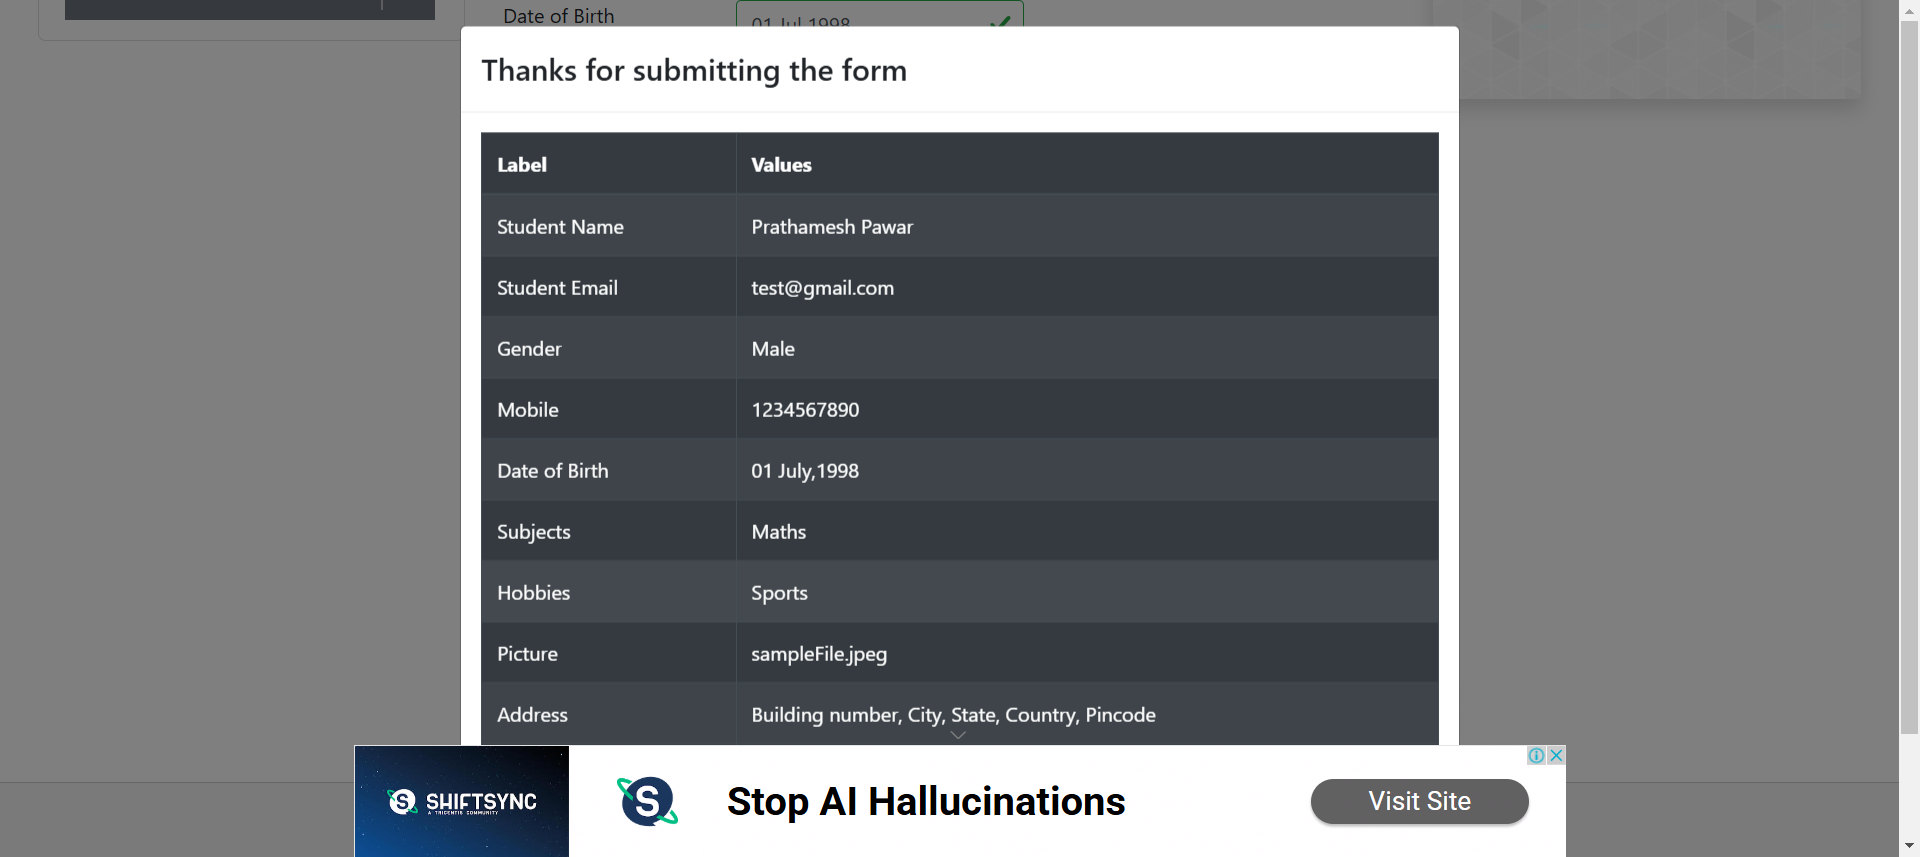 Date of Birth
01 Jul 1998
Thanks for submitting the form
Label Values
Student Name Prathamesh Pawar
Student Email test@gmail.com
Gender Male
Mobile 1234567890
Date of Birth 01 July,1998
Subjects Maths
Hobbies Sports
Picture sampleFile.jpeg
Address Building number, City, State, Country, Pincode
SHIFTSYNC
A TRICENTIS COMMUNITY
S
Stop AI Hallucinations
Visit Site